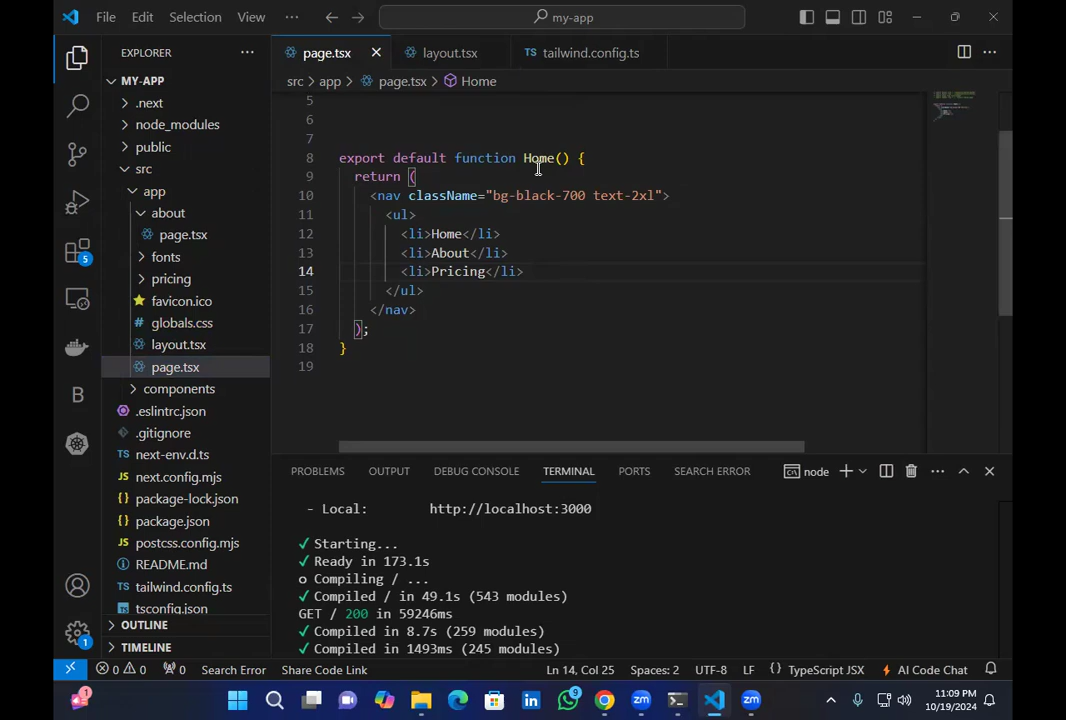 File Edit Selection View ··· my-app
EXPLORER ···
page.tsx layout.tsx TS tailwind.config.ts
MY-APP
src > app > page.tsx > Home
.next
node_modules
public
src
app
about
page.tsx
fonts
pricing
favicon.ico
globals.css
layout.tsx
page.tsx
components
.eslintrc.json
.gitignore
next-env.d.ts
next.config.mjs
package-lock.json
package.json
postcss.config.mjs
README.md
tailwind.config.ts
tsconfig.json
OUTLINE
TIMELINE
5
6
7
8 export default function Home() {
9 return (
10 <nav className="bg-black-700 text-2xl">
11 <ul>
12 <li>Home</li>
13 <li>About</li>
14 <li>Pricing</li>
15 </ul>
16 </nav>
17 );
18 }
19
PROBLEMS OUTPUT DEBUG CONSOLE TERMINAL PORTS SEARCH ERROR node
- Local: http://localhost:3000
✓ Starting...
✓ Ready in 173.1s
o Compiling / ...
✓ Compiled / in 49.1s (543 modules)
GET / 200 in 59246ms
✓ Compiled in 8.7s (259 modules)
✓ Compiled in 1493ms (245 modules)
5
B
1
0 0 0 Search Error Share Code Link Ln 14, Col 25 Spaces: 2 UTF-8 LF TypeScript JSX AI Code Chat
1
in
9
zm
zm
11:09 PM
10/19/2024